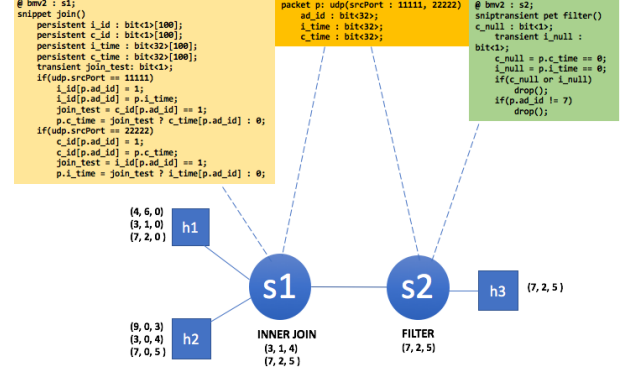 @ bmv2 : s1;
snippet join()
persistent i_id : bit<1>[100];
persistent c_id : bit<1>[100];
persistent i_time : bit<32>[100];
persistent c_time : bit<32>[100];
transient join_test: bit<1>;
if(udp.srcPort == 11111)
i_id[p.ad_id] = 1;
i_id[p.ad_id] = p.i_time;
join_test = c_id[p.ad_id] == 1;
p.c_time = join_test ? c_time[p.ad_id] : 0;
if(udp.srcPort == 22222)
c_id[p.ad_id] = 1;
c_id[p.ad_id] = p.c_time;
join_test = i_id[p.ad_id] == 1;
p.i_time = join_test ? i_time[p.ad_id] : 0;
packet p: udp(srcPort : 11111, 22222)
ad_id : bit<32>;
i_time : bit<32>;
c_time : bit<32>;
@ bmv2 : s2;
sniptransient pet filter()
c_null : bit<1>;
transient i_null :
bit<1>;
c_null = p.c_time == 0;
i_null = p.i_time == 0;
if(c_null or i_null)
drop();
if(p.ad_id != 7)
drop();
(4, 6, 0)
(3, 1, 0)
(7, 2, 0 )
h1
(9, 0, 3)
(3, 0, 4)
(7, 0, 5 )
h2
s1
INNER JOIN
(3, 1, 4)
(7, 2, 5 )
s2
FILTER
(7, 2, 5)
h3
(7, 2, 5 )